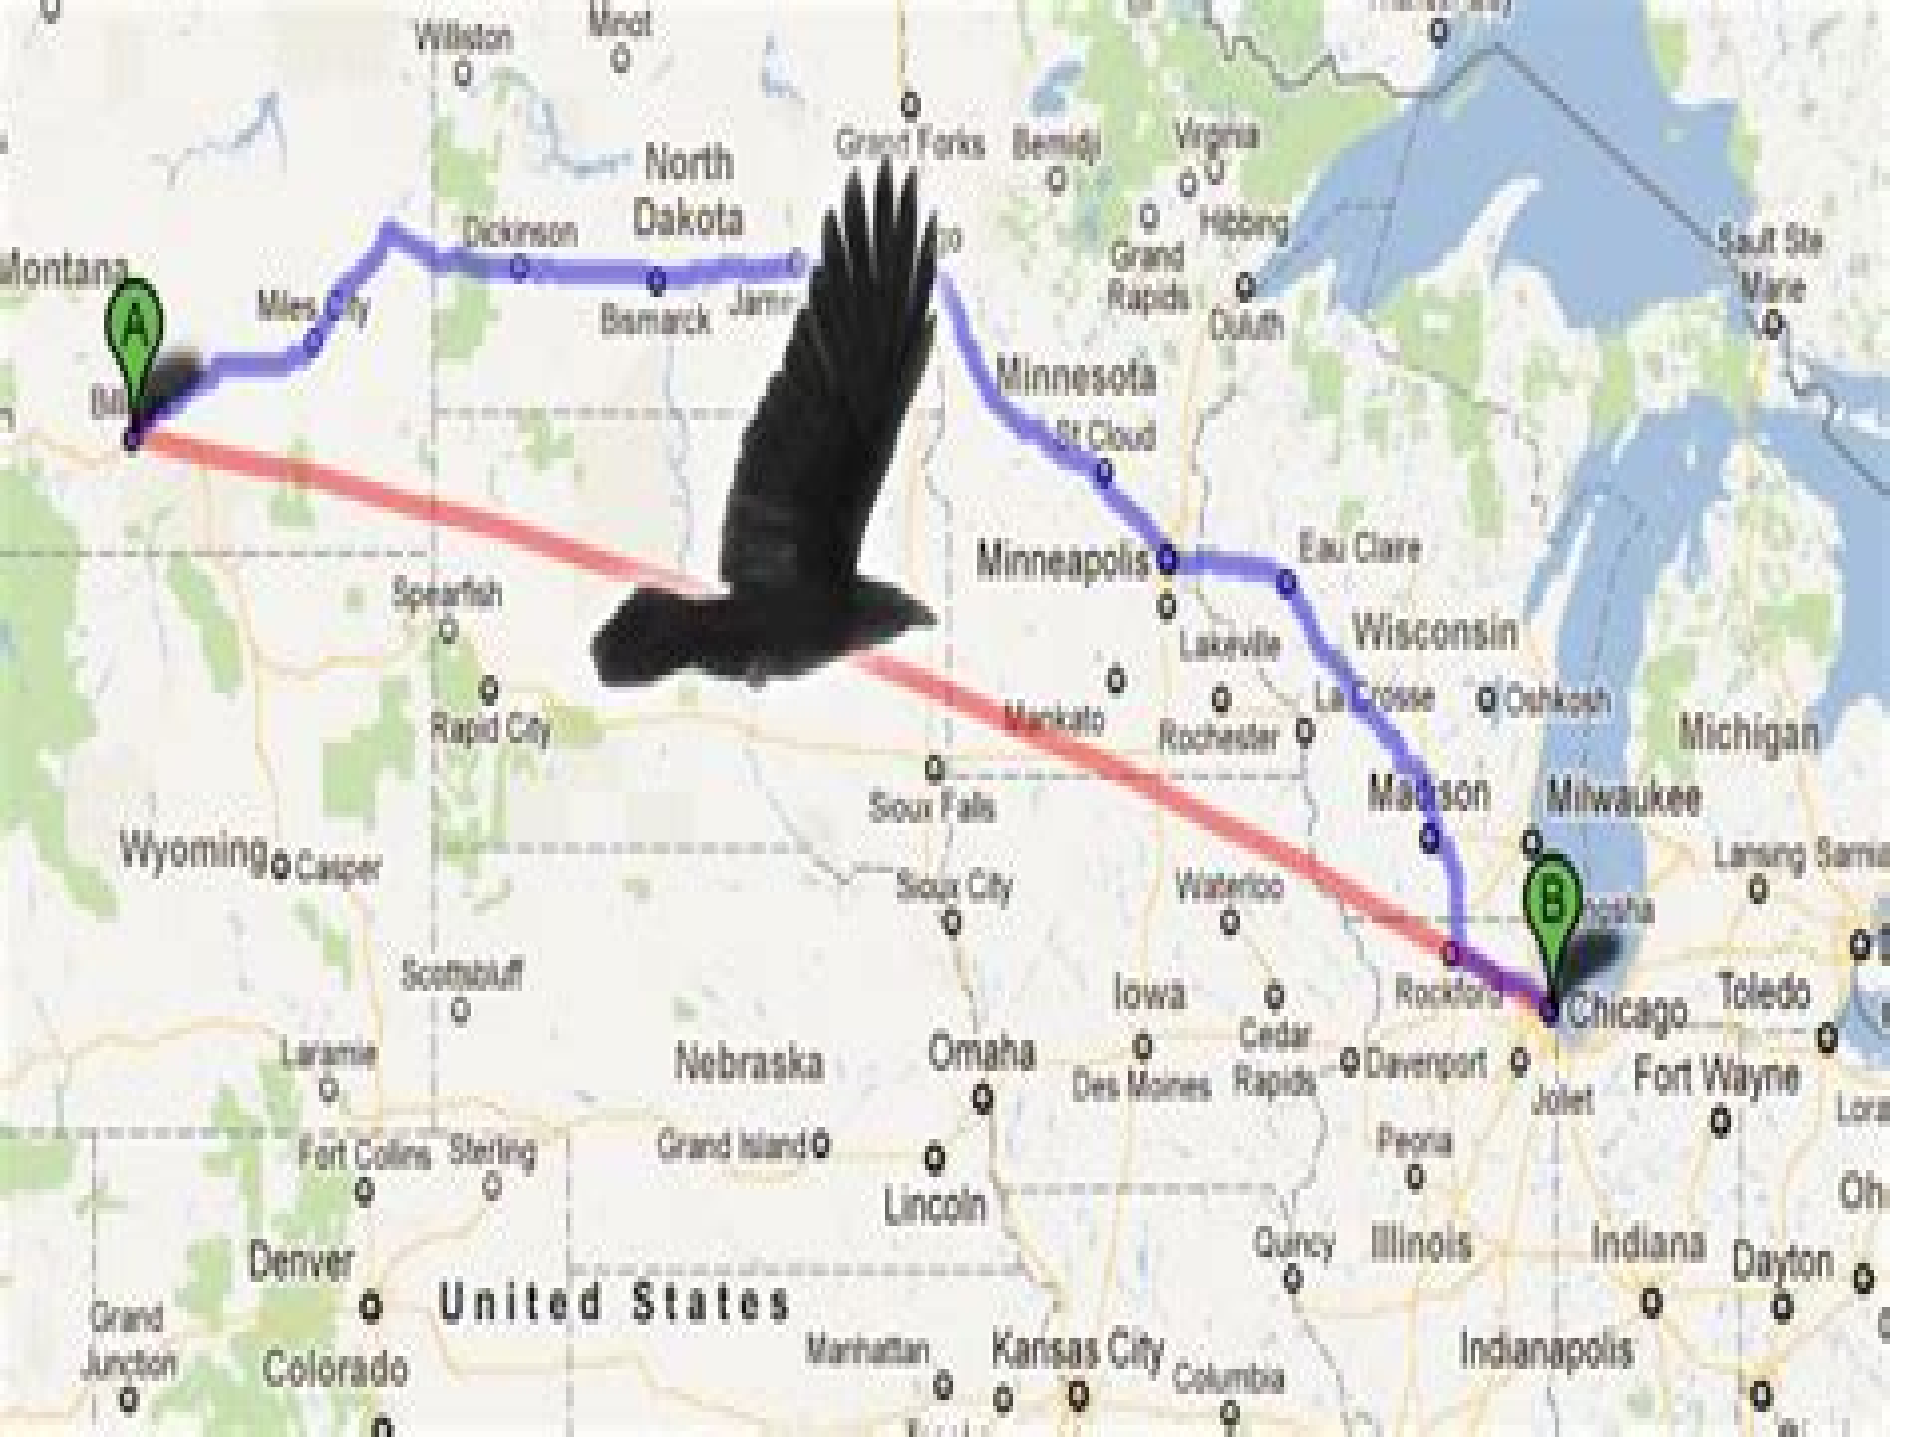 Williston
Minot
Grand Forks
Bemidji
Virginia
North
Dakota
Hibbing
Dickinson
Grand
Rapids
Sault Ste
Marie
Montana
A
Miles City
Bismarck
Duluth
Minnesota
St Cloud
Minneapolis
Eau Claire
Spearfish
Lakeville
Wisconsin
La Crosse
Oshkosh
Rapid City
Mankato
Rochester
Michigan
Sioux Falls
Madison
Milwaukee
Wyoming
Casper
Lansing
Sarnia
Sioux City
Waterloo
B
Scottsbluff
Iowa
Rockford
Chicago
Toledo
Laramie
Nebraska
Omaha
Des Moines
Cedar
Rapids
Davenport
Fort Wayne
Joliet
Fort Collins
Sterling
Grand Island
Peoria
Lincoln
Denver
Quincy
Illinois
Indiana
Dayton
United States
Grand
Junction
Colorado
Manhattan
Kansas City
Columbia
Indianapolis